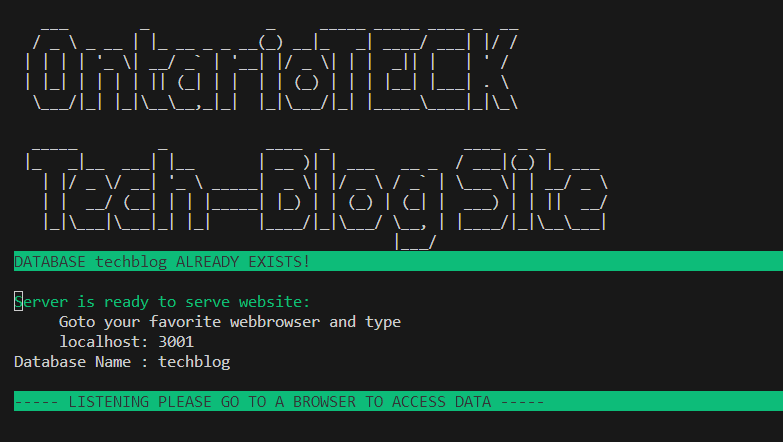 OntarioTECK
Tech-Blog Site
DATABASE techblog ALREADY EXISTS!
Server is ready to serve website:
Goto your favorite webbrowser and type
localhost: 3001
Database Name : techblog
----- LISTENING PLEASE GO TO A BROWSER TO ACCESS DATA -----